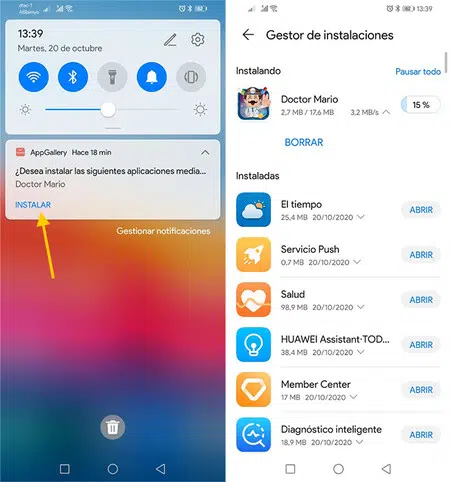 13:39
Martes, 20 de octubre
AppGallery Hace 18 min
¿Desea instalar las siguientes aplicaciones media...
Doctor Mario
INSTALAR
Gestionar notificaciones
13:39
Gestor de instalaciones
Instalando
Pausar todo
Doctor Mario
2,7 MB / 17,6 MB 3,2 MB/s
15 %
BORRAR
Instaladas
El tiempo
25,4 MB 20/10/2020
ABRIR
Servicio Push
0,7 MB 20/10/2020
ABRIR
Salud
98,9 MB 20/10/2020
ABRIR
HUAWEI Assistant·TOD...
38,4 MB 20/10/2020
ABRIR
Member Center
17 MB 20/10/2020
ABRIR
Diagnóstico inteligente
18,9 MB 20/10/2020
ABRIR